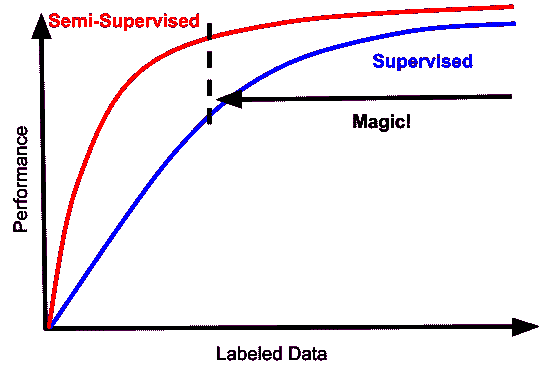 Semi-Supervised
Supervised
Magic!
Performance
Labeled Data